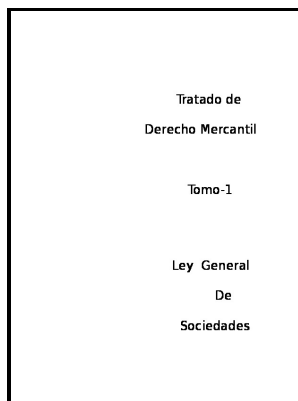 Tratado de
Derecho Mercantil
Tomo-1
Ley General
De
Sociedades